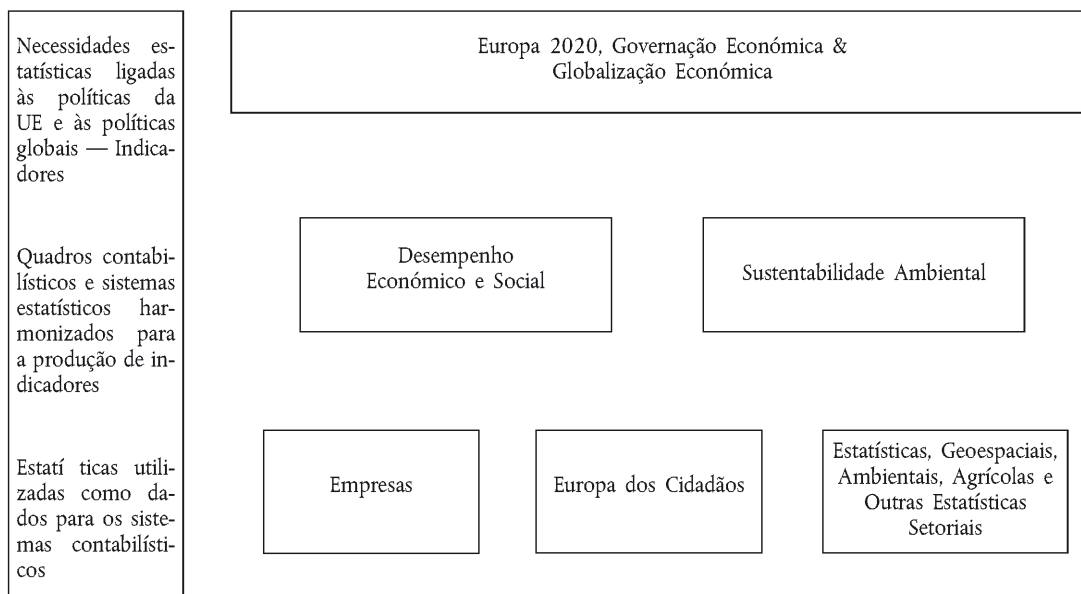 Necessidades es-
tatísticas ligadas
às políticas da
UE e às políticas
globais — Indica-
dores
Europa 2020, Governação Económica &
Globalização Económica
Quadros contabi-
lísticos e sistemas
estatísticos har-
monizados para
a produção de in-
dicadores
Desempenho
Económico e Social
Sustentabilidade Ambiental
Estatí ticas utili-
zadas como da-
dos para os siste-
mas contabilísti-
cos
Empresas
Europa dos Cidadãos
Estatísticas, Geoespaciais,
Ambientais, Agrícolas e
Outras Estatísticas
Setoriais